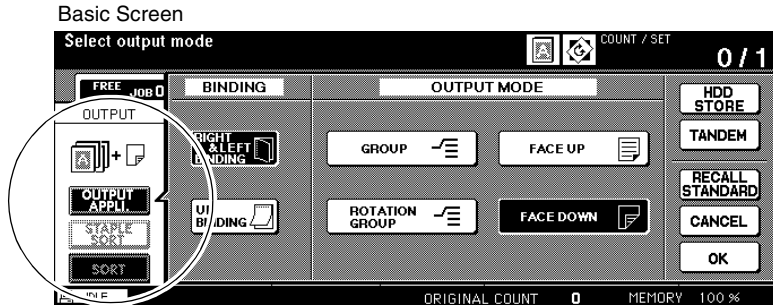 Basic Screen
Select output mode
COUNT / SET
0 / 1
FREE JOB 0
OUTPUT
A
+
OUTPUT
APPLI.
STAPLE
SORT
SORT
BINDING
RIGHT
&LEFT
BINDING
BINDING
OUTPUT MODE
GROUP
FACE UP
ROTATION
GROUP
FACE DOWN
HDD
STORE
TANDEM
RECALL
STANDARD
CANCEL
OK
IDLE
ORIGINAL COUNT 0
MEMORY 100 %